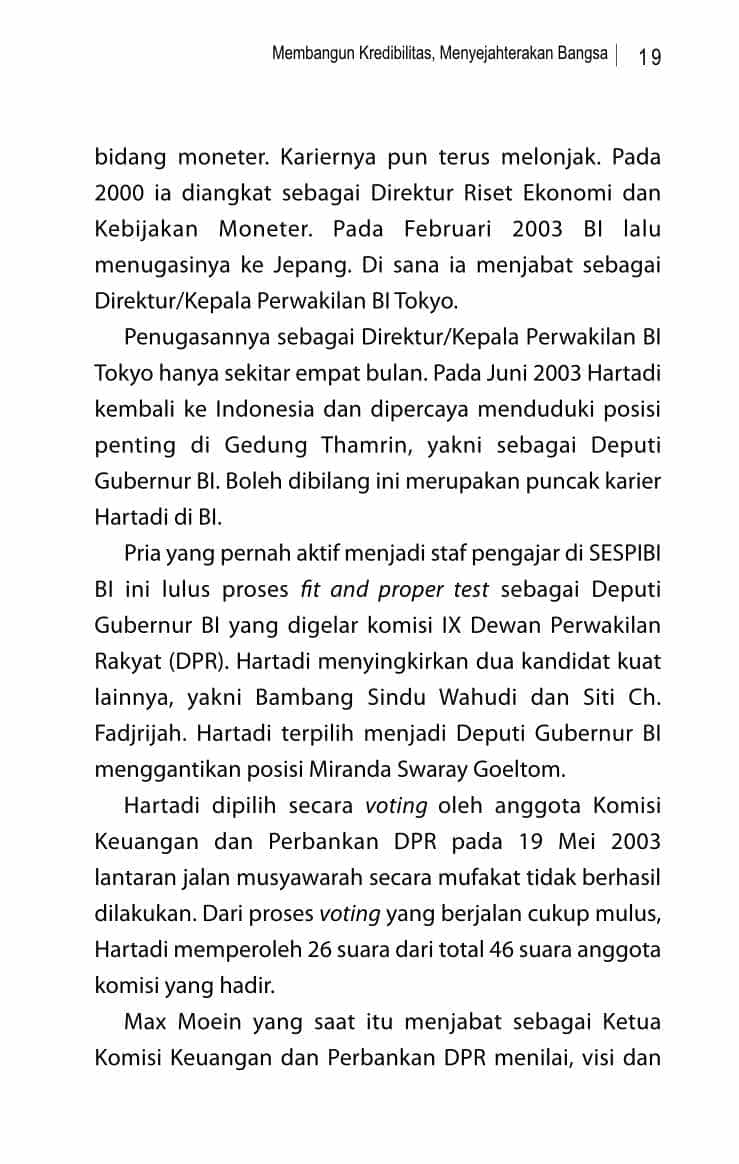 Membangun Kredibilitas, Menyejahterakan Bangsa | 19
bidang moneter. Kariernya pun terus melonjak. Pada
2000 ia diangkat sebagai Direktur Riset Ekonomi dan
Kebijakan Moneter. Pada Februari 2003 BI lalu
menugasinya ke Jepang. Di sana ia menjabat sebagai
Direktur/Kepala Perwakilan BI Tokyo.
Penugasannya sebagai Direktur/Kepala Perwakilan BI
Tokyo hanya sekitar empat bulan. Pada Juni 2003 Hartadi
kembali ke Indonesia dan dipercaya menduduki posisi
penting di Gedung Thamrin, yakni sebagai Deputi
Gubernur BI. Boleh dibilang ini merupakan puncak karier
Hartadi di BI.
Pria yang pernah aktif menjadi staf pengajar di SESPIBI
BI ini lulus proses fit and proper test sebagai Deputi
Gubernur BI yang digelar komisi IX Dewan Perwakilan
Rakyat (DPR). Hartadi menyingkirkan dua kandidat kuat
lainnya, yakni Bambang Sindu Wahudi dan Siti Ch.
Fadjrijah. Hartadi terpilih menjadi Deputi Gubernur BI
menggantikan posisi Miranda Swaray Goeltom.
Hartadi dipilih secara voting oleh anggota Komisi
Keuangan dan Perbankan DPR pada 19 Mei 2003
lantaran jalan musyawarah secara mufakat tidak berhasil
dilakukan. Dari proses voting yang berjalan cukup mulus,
Hartadi memperoleh 26 suara dari total 46 suara anggota
komisi yang hadir.
Max Moein yang saat itu menjabat sebagai Ketua
Komisi Keuangan dan Perbankan DPR menilai, visi dan